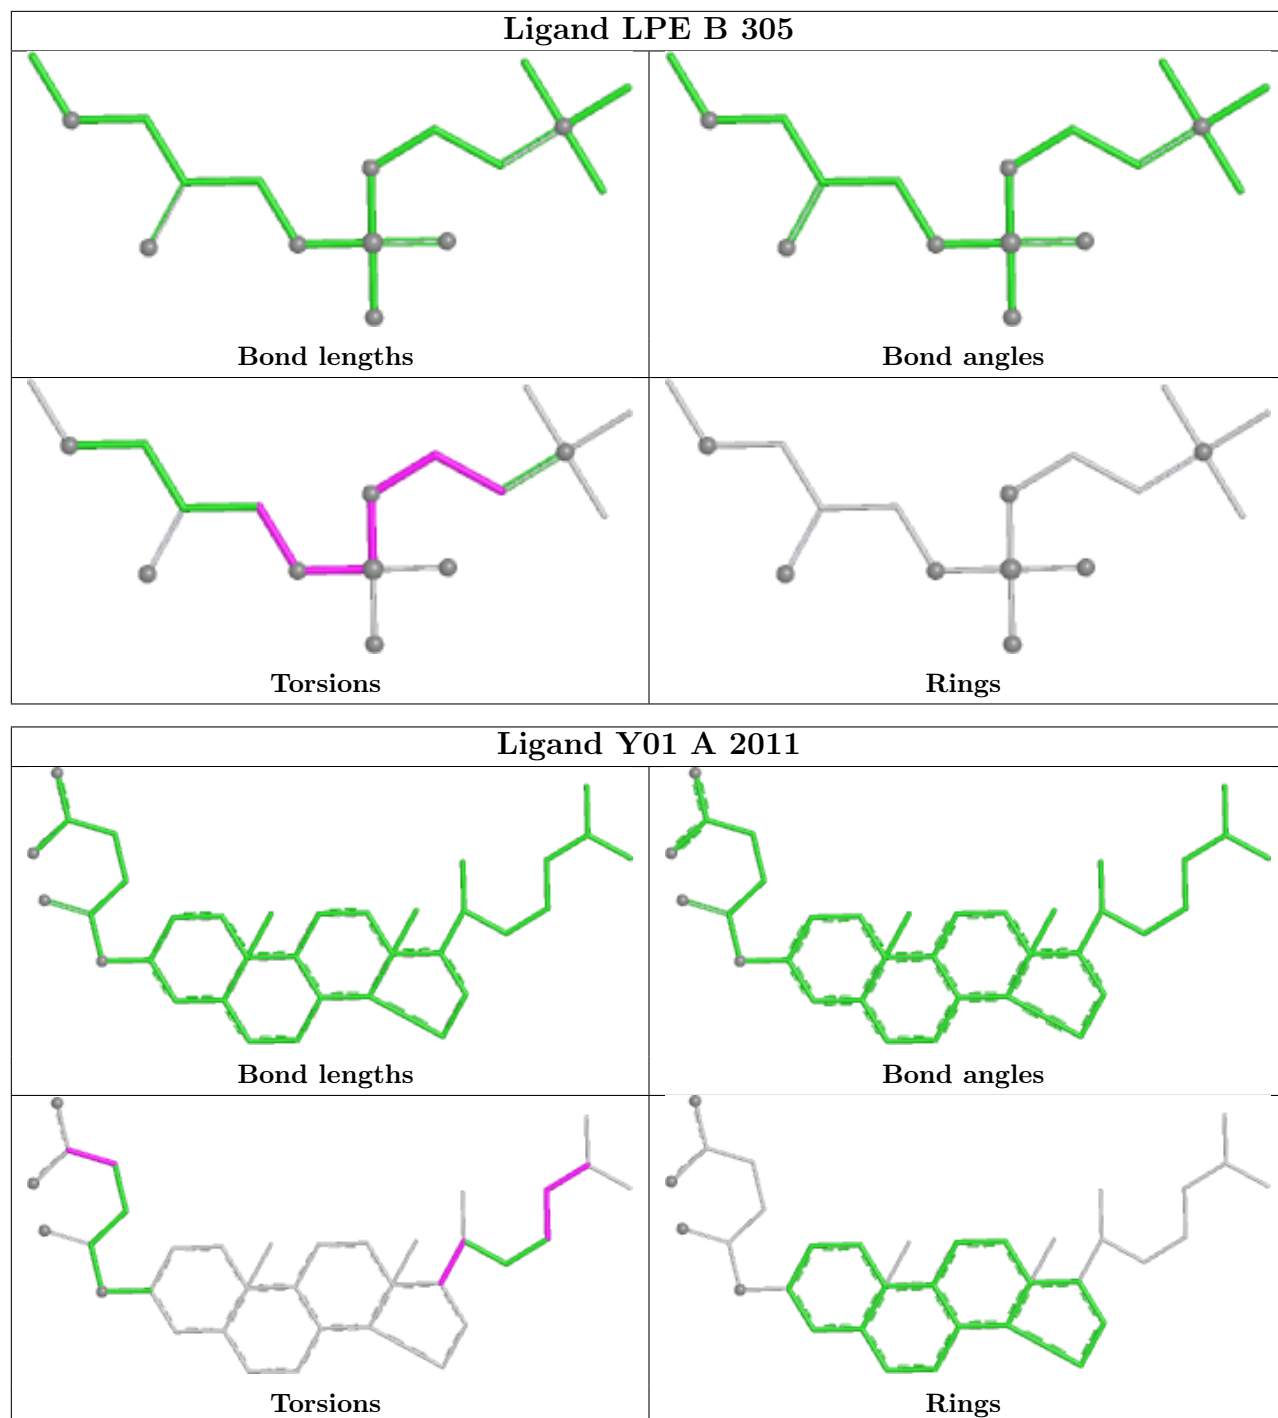 Ligand LPE B 305
Bond lengths
Bond angles
Torsions
Rings
Ligand Y01 A 2011
Bond lengths
Bond angles
Torsions
Rings